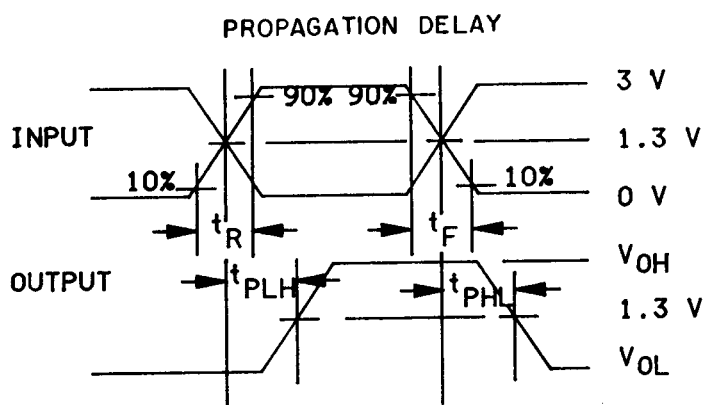 PROPAGATION DELAY
90% 90%
3 V
INPUT
1.3 V
10%
10%
0 V
tR
tF
VOH
OUTPUT
tPLH
tPHL
1.3 V
VOL